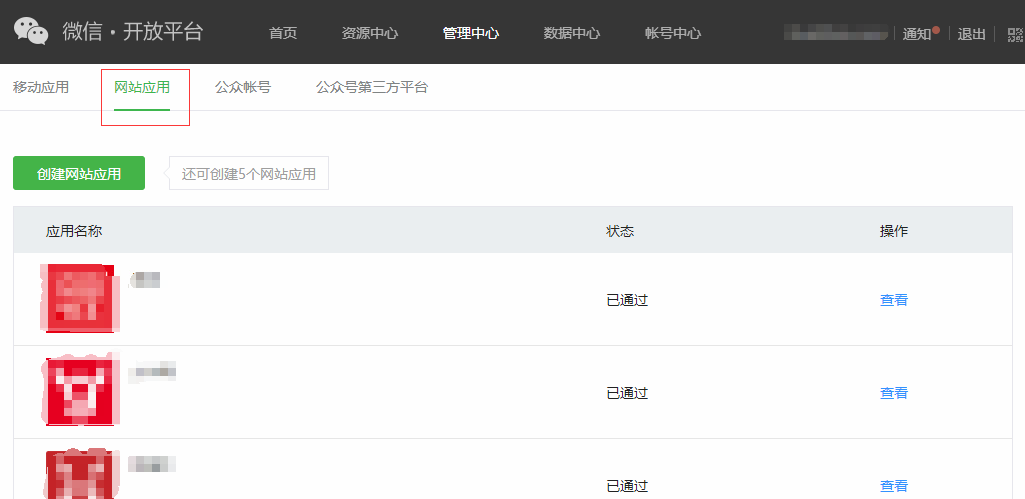 微信·开放平台 首页 资源中心 管理中心 数据中心 帐号中心 通知 退出
移动应用 网站应用 公众帐号 公众号第三方平台
创建网站应用 还可创建5个网站应用
应用名称 状态 操作
已通过 查看
已通过 查看
已通过 查看